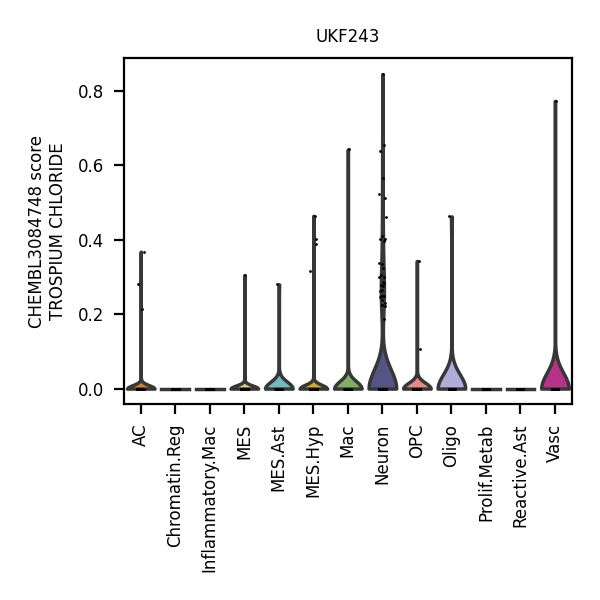 UKF243
CHEMBL3084748 score
TROSPIUM CHLORIDE
0.8
0.6
0.4
0.2
0.0
AC
Chromatin.Reg
Inflammatory.Mac
MES
MES.Ast
MES.Hyp
Mac
Neuron
OPC
Oligo
Prolif.Metab
Reactive.Ast
Vasc